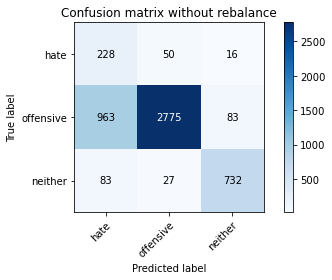 Confusion matrix without rebalance
hate 228 50 16
offensive 963 2775 83
neither 83 27 732
hate offensive neither
True label
Predicted label
2500
2000
1500
1000
500